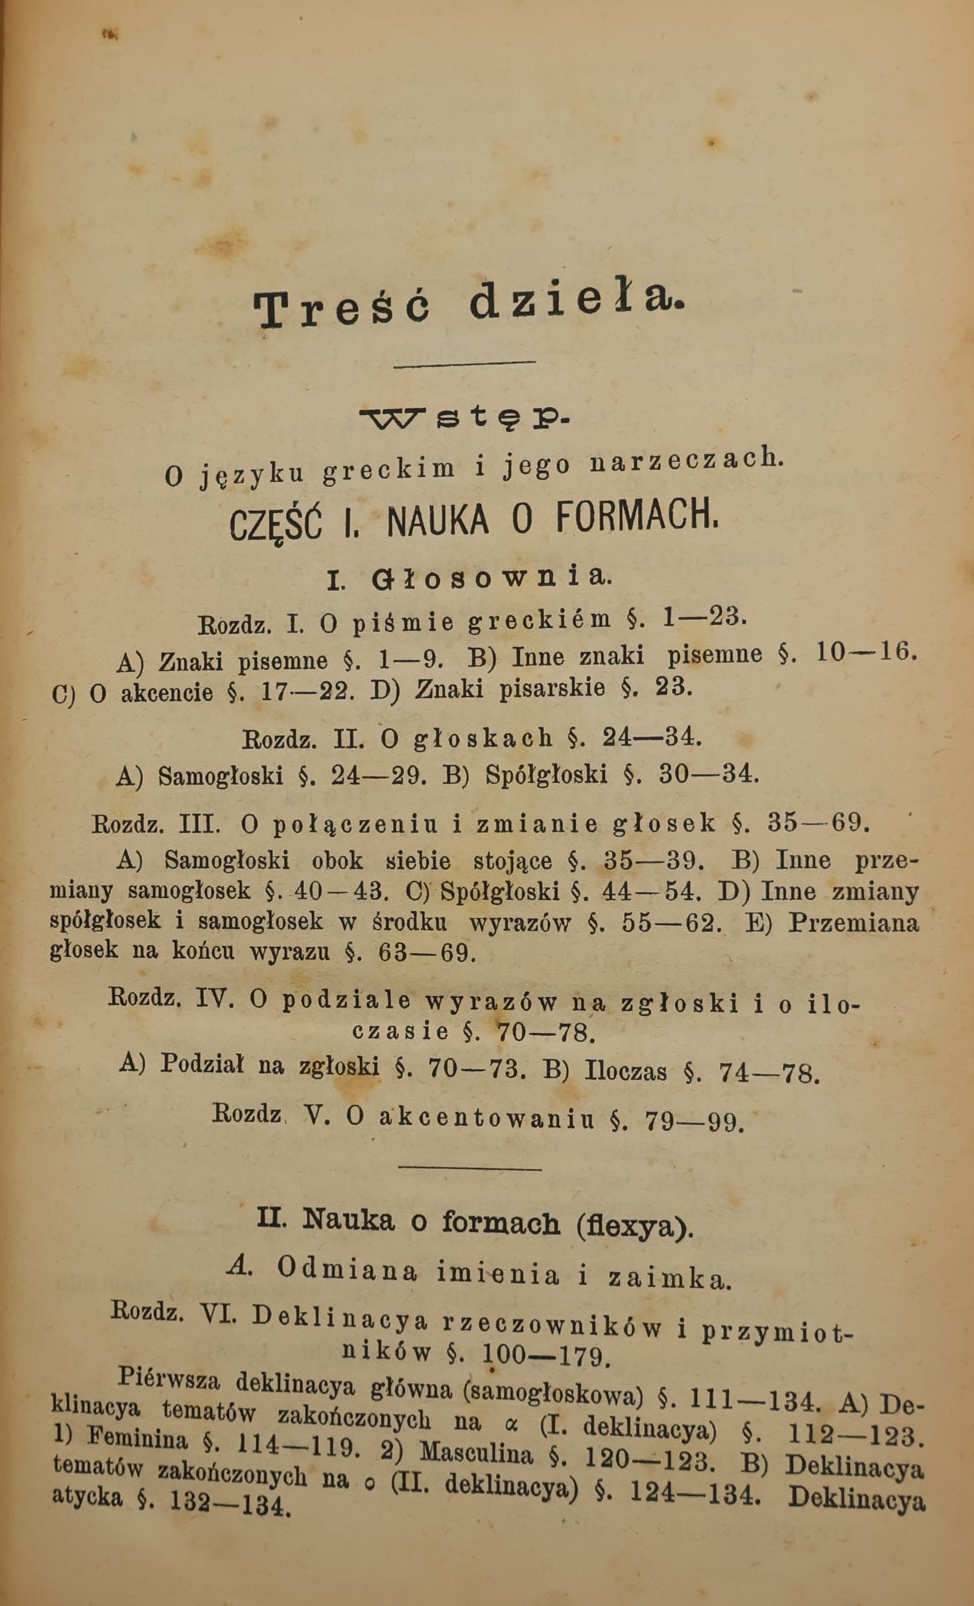 Treść dzieła.
Wstęp.
O języku greckim i jego narzeczach.
CZĘŚĆ I. NAUKA O FORMACH.
I. Głosownia.
Rozdz. I. O piśmie greckiém §. 1—23.
A) Znaki pisemne §. 1—9. B) Inne znaki pisemne §. 10—16.
C) O akcencie §. 17—22. D) Znaki pisarskie §. 23.
Rozdz. II. O głoskach §. 24—34.
A) Samogłoski §. 24—29. B) Spółgłoski §. 30—34.
Rozdz. III. O połączeniu i zmianie głosek §. 35—69.
A) Samogłoski obok siebie stojące §. 35—39. B) Inne prze-
miany samogłosek §. 40—43. C) Spółgłoski §. 44—54. D) Inne zmiany
spółgłosek i samogłosek w środku wyrazów §. 55—62. E) Przemiana
głosek na końcu wyrazu §. 63—69.
Rozdz. IV. O podziale wyrazów na zgłoski i o ilo-
czasie §. 70—78.
A) Podział na zgłoski §. 70—73. B) Iloczas §. 74—78.
Rozdz. V. O akcentowaniu §. 79—99.
II. Nauka o formach (flexya).
A. Odmiana imienia i zaimka.
Rozdz. VI. Deklinacya rzeczowników i przymiot-
ników §. 100—179.
Piérwsza deklinacya główna (samogłoskowa) §. 111—134. A) De-
klinacya tematów zakończonych na α (I. deklinacya) §. 112—123.
1) Feminina §. 114—119. 2) Masculina §. 120—123. B) Deklinacya
tematów zakończonych na o (II. deklinacya) §. 124—134. Deklinacya
atycka §. 132—134.